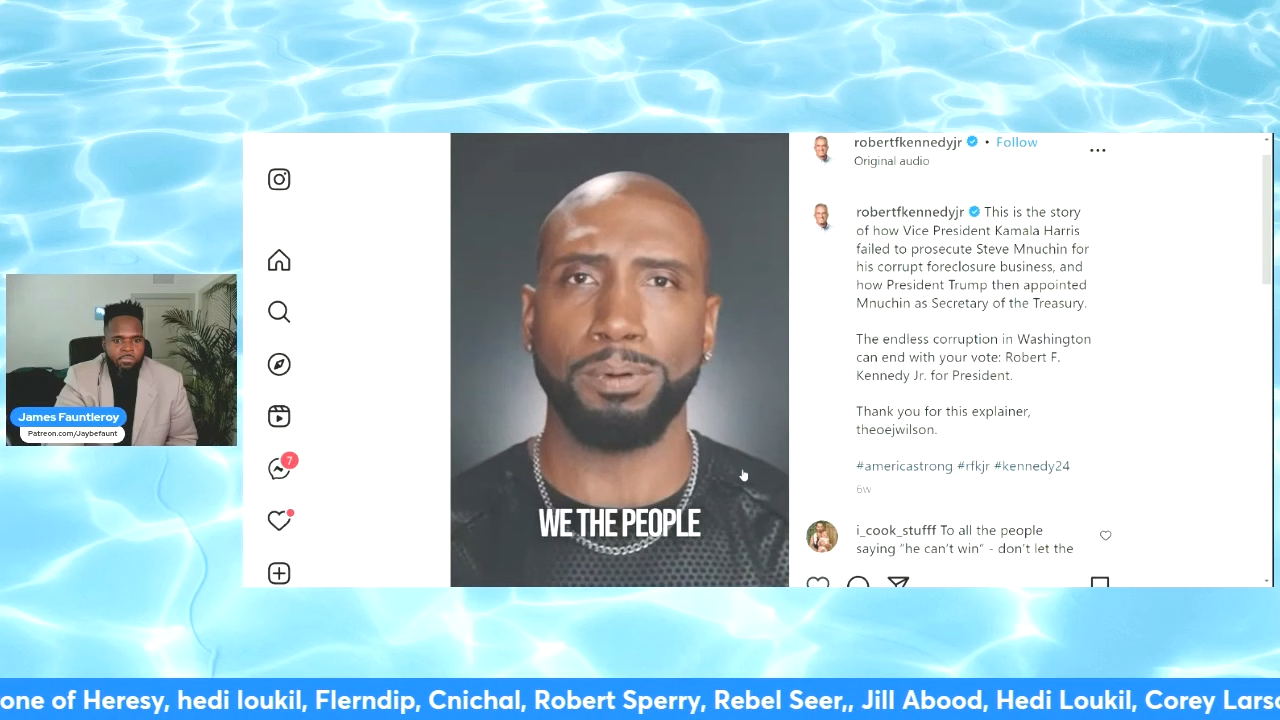 robertfkennedyjr • Follow
Original audio
robertfkennedyjr This is the story
of how Vice President Kamala Harris
failed to prosecute Steve Mnuchin for
his corrupt foreclosure business, and
how President Trump then appointed
Mnuchin as Secretary of the Treasury.
The endless corruption in Washington
can end with your vote: Robert F.
Kennedy Jr. for President.
Thank you for this explainer,
theoejwilson.
#americastrong #rfkjr #kennedy24
6w
i_cook_stufff To all the people
saying "he can't win" - don't let the
7
WE THE PEOPLE
James Fauntleroy
Patreon.com/Jaybefaunt
one of Heresy, hedi loukil, Flerndip, Cnichal, Robert Sperry, Rebel Seer,, Jill Abood, Hedi Loukil, Corey Lars